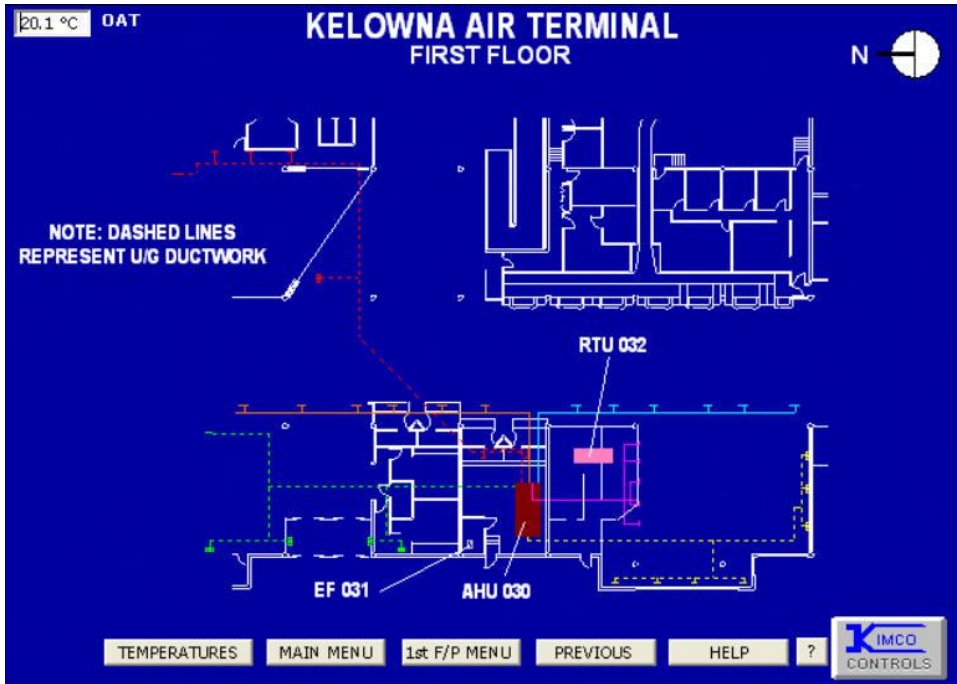 20.1 °C OAT
KELOWNA AIR TERMINAL
FIRST FLOOR
N
NOTE: DASHED LINES
REPRESENT U/G DUCTWORK
RTU 032
EF 031
AHU 030
TEMPERATURES MAIN MENU 1st F/P MENU PREVIOUS HELP ?
KIMCO
CONTROLS